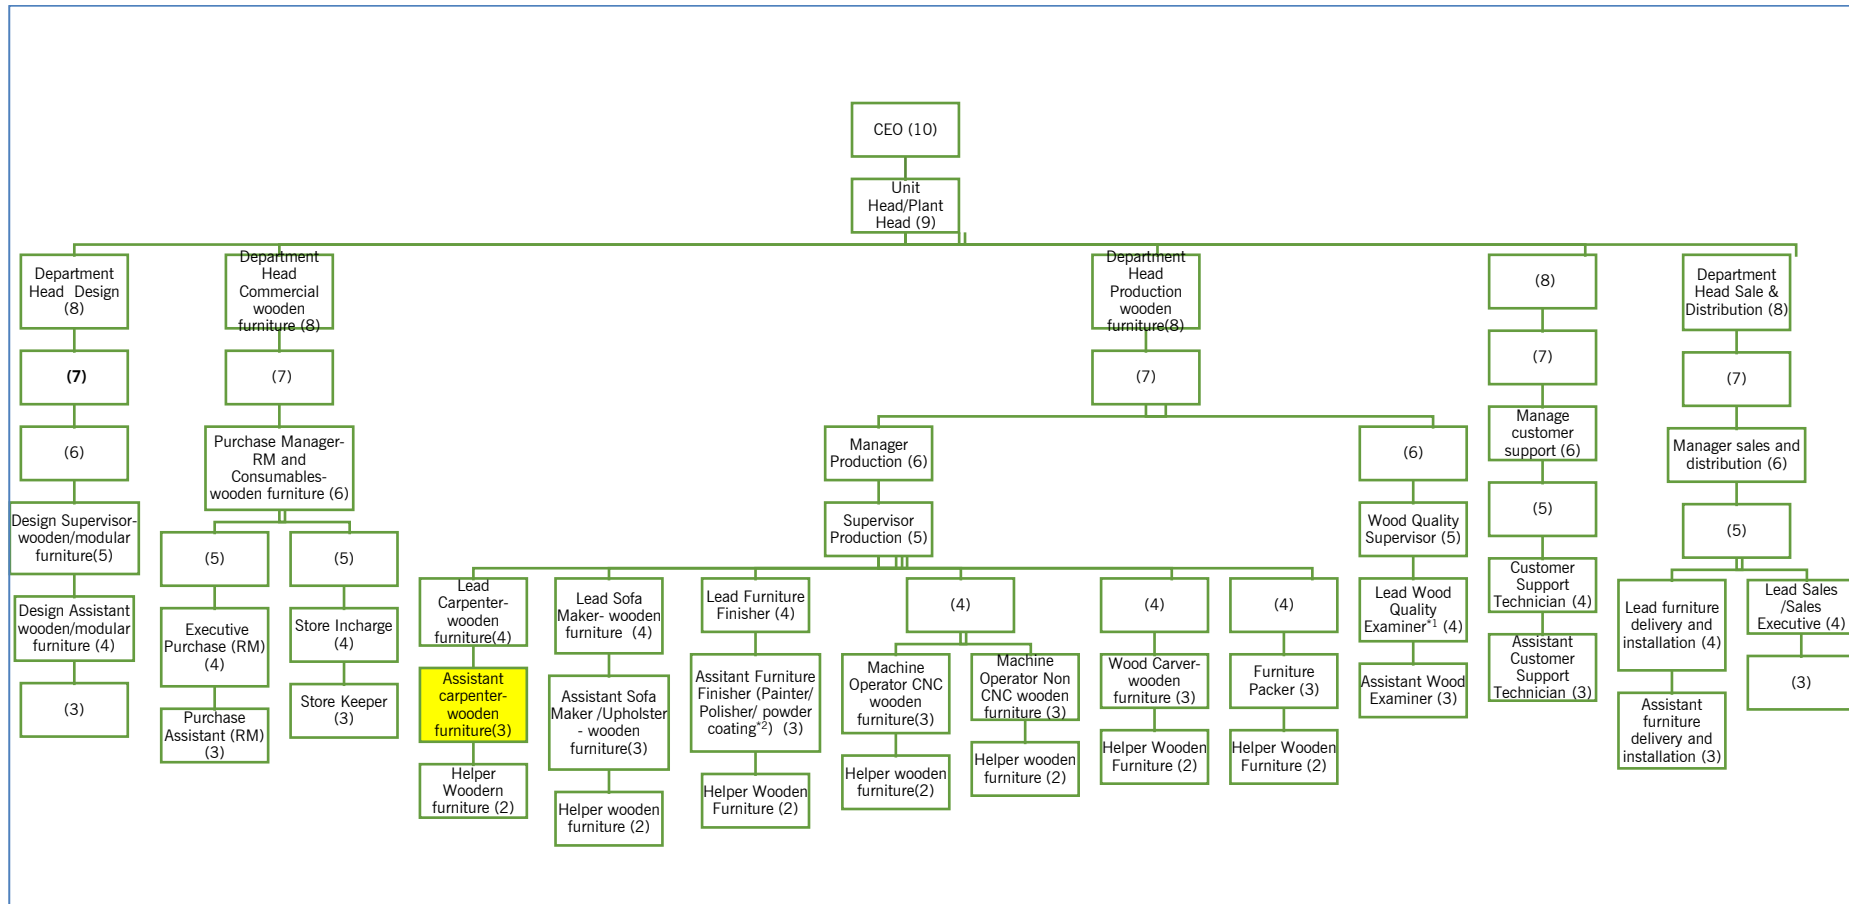 CEO (10)
Unit
Head/Plant
Head (9)
Department
Head Design
(8)
Department
Head
Commercial
wooden
furniture (8)
Department
Head
Production
wooden
furniture(8)
(8)
Department
Head Sale &
Distribution (8)
(7)
(7)
(7)
(7)
(7)
(6)
Purchase Manager-
RM and
Consumables-
wooden furniture (6)
Manager
Production (6)
(6)
Manage
customer
support (6)
Manager sales and
distribution (6)
Design Supervisor-
wooden/modular
furniture(5)
(5)
(5)
Supervisor
Production (5)
Wood Quality
Supervisor (5)
(5)
(5)
Design Assistant
wooden/modular
furniture (4)
Executive
Purchase (RM)
(4)
Store Incharge
(4)
Lead
Carpenter-
wooden
furniture(4)
Lead Sofa
Maker- wooden
furniture (4)
Lead Furniture
Finisher (4)
(4)
(4)
(4)
Lead Wood
Quality
Examiner*1 (4)
Customer
Support
Technician (4)
Lead furniture
delivery and
installation (4)
Lead Sales
/Sales
Executive (4)
(3)
Purchase
Assistant (RM)
(3)
Store Keeper
(3)
Assistant
carpenter-
wooden
furniture(3)
Assistant Sofa
Maker /Upholster
- wooden
furniture(3)
Assitant Furniture
Finisher (Painter/
Polisher/ powder
coating*2) (3)
Machine
Operator CNC
wooden
furniture(3)
Machine
Operator Non
CNC wooden
furniture (3)
Wood Carver-
wooden
furniture (3)
Furniture
Packer (3)
Assistant Wood
Examiner (3)
Assistant
Customer
Support
Technician (3)
Assistant
furniture
delivery and
installation (3)
(3)
Helper
Woodern
furniture (2)
Helper wooden
furniture (2)
Helper Wooden
Furniture (2)
Helper wooden
furniture(2)
Helper wooden
furniture (2)
Helper Wooden
Furniture (2)
Helper Wooden
Furniture (2)